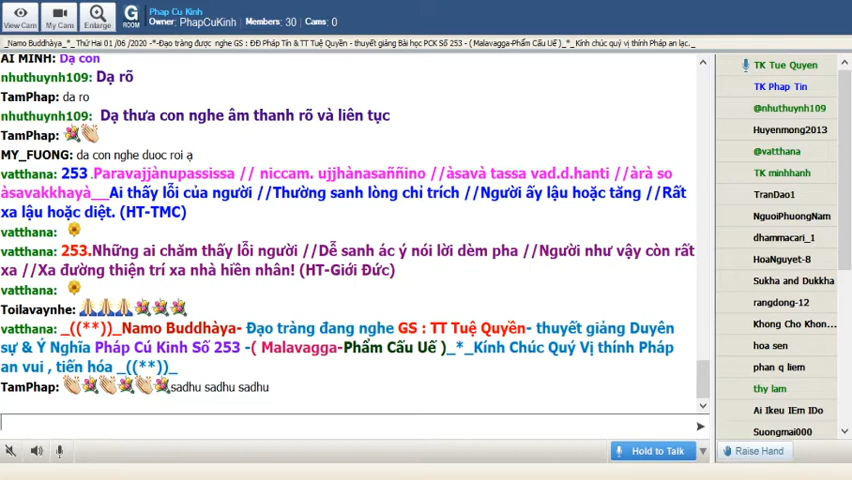 View Cam
My Cam
Enlarge
G
ROOM
Phap Cu Kinh
Owner: PhapCuKinh Members: 30 Cams: 0
_Namo Buddhàya_*_ Thứ Hai 01 /06 /2020 -*-Đạo tràng được nghe GS : ĐĐ Pháp Tín & TT Tuệ Quyền - thuyết giảng Bài học PCK Số 253 - ( Malavagga-Phẩm Cấu Uế )_*_Kính chúc quý vị thính Pháp an lạc._
AI MINH: Dạ con
nhuthuynh109: Dạ rõ
TamPhap: da ro
nhuthuynh109: Dạ thưa con nghe âm thanh rõ và liên tục
TamPhap:
MY_FUONG: da con nghe duoc roi ạ
vatthana: 253 .Paravajjànupassissa // niccam. ujjhànasaññino //àsavà tassa vad.d.hanti //àrà so
àsavakkhayà__Ai thấy lỗi của người //Thường sanh lòng chỉ trích //Người ấy lậu hoặc tăng //Rất
xa lậu hoặc diệt. (HT-TMC)
vatthana:
vatthana: 253.Những ai chăm thấy lỗi người //Dễ sanh ác ý nói lời dèm pha //Người như vậy còn rất
xa //Xa đường thiện trí xa nhà hiền nhân! (HT-Giới Đức)
vatthana:
Toilavaynhe:
vatthana: _((**))_Namo Buddhàya- Đạo tràng đang nghe GS : TT Tuệ Quyền- thuyết giảng Duyên
sự & Ý Nghĩa Pháp Cú Kinh Số 253 -( Malavagga-Phẩm Cấu Uế )_*_Kính Chúc Quý Vị thính Pháp
an vui , tiến hóa _((**))_
TamPhap: sadhu sadhu sadhu
Hold to Talk
TK Tue Quyen
TK Phap Tin
@nhuthuynh109
Huyenmong2013
@vatthana
TK minhhanh
TranDao1
NguoiPhuongNam
dhammacari_1
HoaNguyet-8
Sukha and Dukkha
rangdong-12
Khong Cho Khon...
hoa sen
phan q liem
thy lam
Ai Ikeu IEm IDo
Suongmai000
Raise Hand